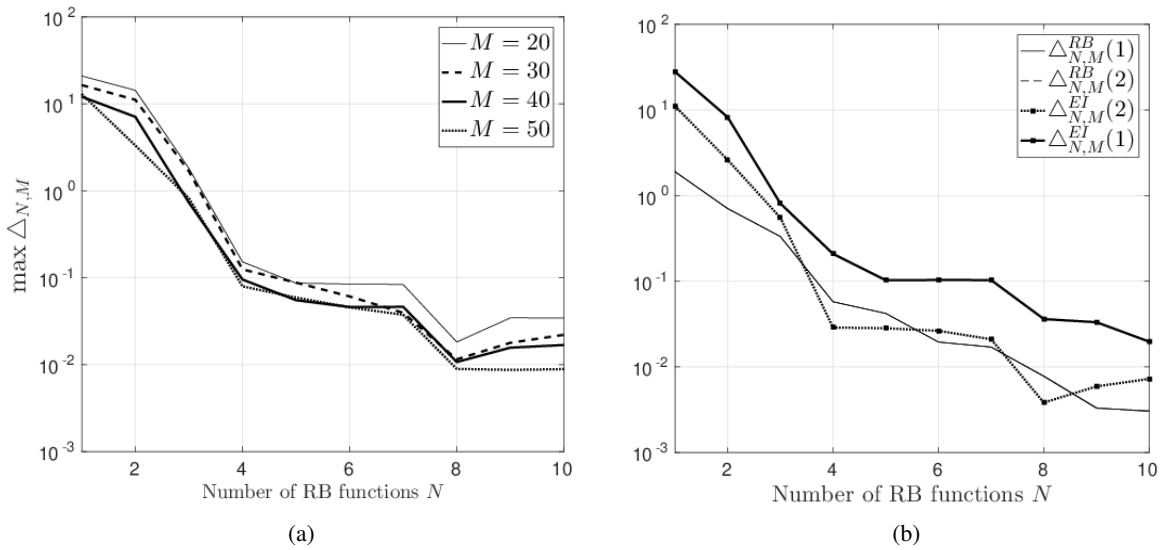 10^2
10^1
10^0
10^-1
10^-2
10^-3
max △_{N,M}
M = 20
M = 30
M = 40
M = 50
2 4 6 8 10
Number of RB functions N
(a)
10^2
10^1
10^0
10^-1
10^-2
10^-3
△^{RB}_{N,M}(1)
△^{RB}_{N,M}(2)
△^{EI}_{N,M}(2)
△^{EI}_{N,M}(1)
2 4 6 8 10
Number of RB functions N
(b)